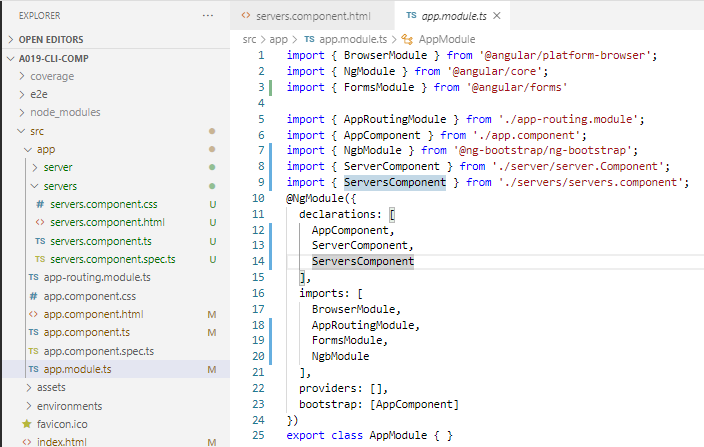 EXPLORER
...
OPEN EDITORS
A019-CLI-COMP
coverage
e2e
node_modules
src
app
server
servers
# servers.component.css U
<> servers.component.html U
TS servers.component.ts U
TS servers.component.spec.ts U
TS app-routing.module.ts
# app.component.css
<> app.component.html M
TS app.component.ts M
TS app.component.spec.ts
TS app.module.ts M
assets
environments
favicon.ico
<> index.html M
<> servers.component.html
TS app.module.ts ×
src > app > TS app.module.ts > AppModule
1 import { BrowserModule } from '@angular/platform-browser';
2 import { NgModule } from '@angular/core';
3 import { FormsModule } from '@angular/forms'
4
5 import { AppRoutingModule } from './app-routing.module';
6 import { AppComponent } from './app.component';
7 import { NgbModule } from '@ng-bootstrap/ng-bootstrap';
8 import { ServerComponent } from './server/server.Component';
9 import { ServersComponent } from './servers/servers.component';
10 @NgModule({
11 declarations: [
12 AppComponent,
13 ServerComponent,
14 ServersComponent
15 ],
16 imports: [
17 BrowserModule,
18 AppRoutingModule,
19 FormsModule,
20 NgbModule
21 ],
22 providers: [],
23 bootstrap: [AppComponent]
24 })
25 export class AppModule { }